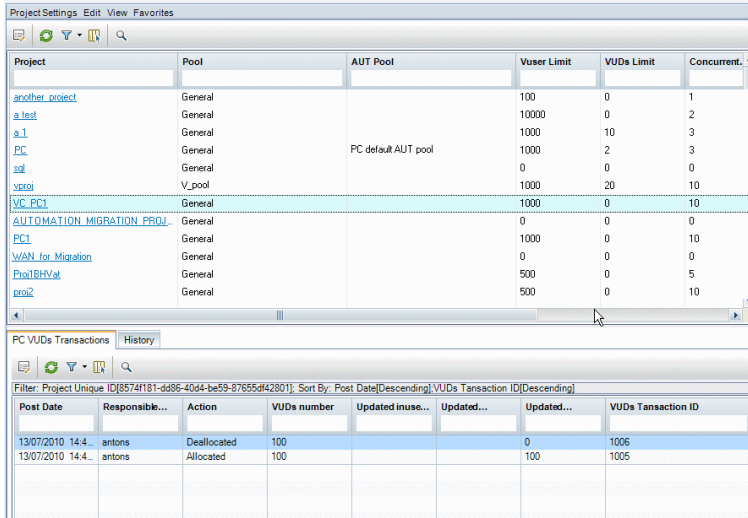 Project Settings Edit View Favorites
Project Pool AUT Pool Vuser Limit VUDs Limit Concurrent.
another_project General 100 0 1
a test General 10000 0 2
a 1 General 1000 10 3
PC General PC default AUT pool 1000 2 3
sql General 0 0 0
vproj V_pool 1000 20 10
VC_PC1 General 1000 0 10
AUTOMATION_MIGRATION_PROJ... General 0 0 0
PC1 General 1000 0 10
WAN_for_Migration General 0 0 0
Proj1BHVat General 500 0 5
proj2 General 500 0 10
PC VUDs Transactions History
Filter: Project Unique ID[8574f181-dd86-40d4-be59-87655df42801]; Sort By: Post Date[Descending];VUDs Tansaction ID[Descending]
Post Date Responsible... Action VUDs number Updated inuse... Updated... Updated... VUDs Tansaction ID
13/07/2010 14:4... antons Deallocated 100 0 1006
13/07/2010 14:4... antons Allocated 100 100 1005